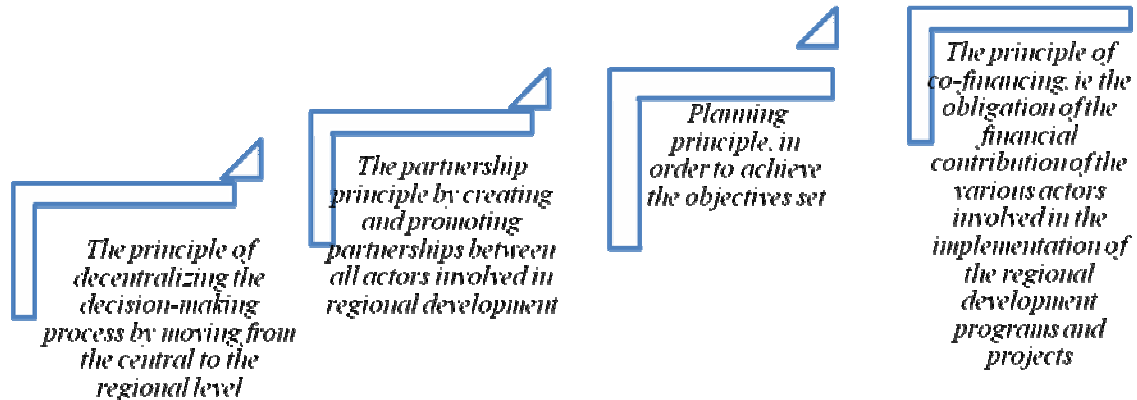 The principle of
decentralizing the
decision-making
process by moving from
the central to the
regional level
The partnership
principle by creating
and promoting
partnerships between
all actors involved in
regional development
Planning
principle, in
order to achieve
the objectives set
The principle of
co-financing, ie the
obligation of the
financial
contribution of the
various actors
involved in the
implementation of
the regional
development
programs and
projects